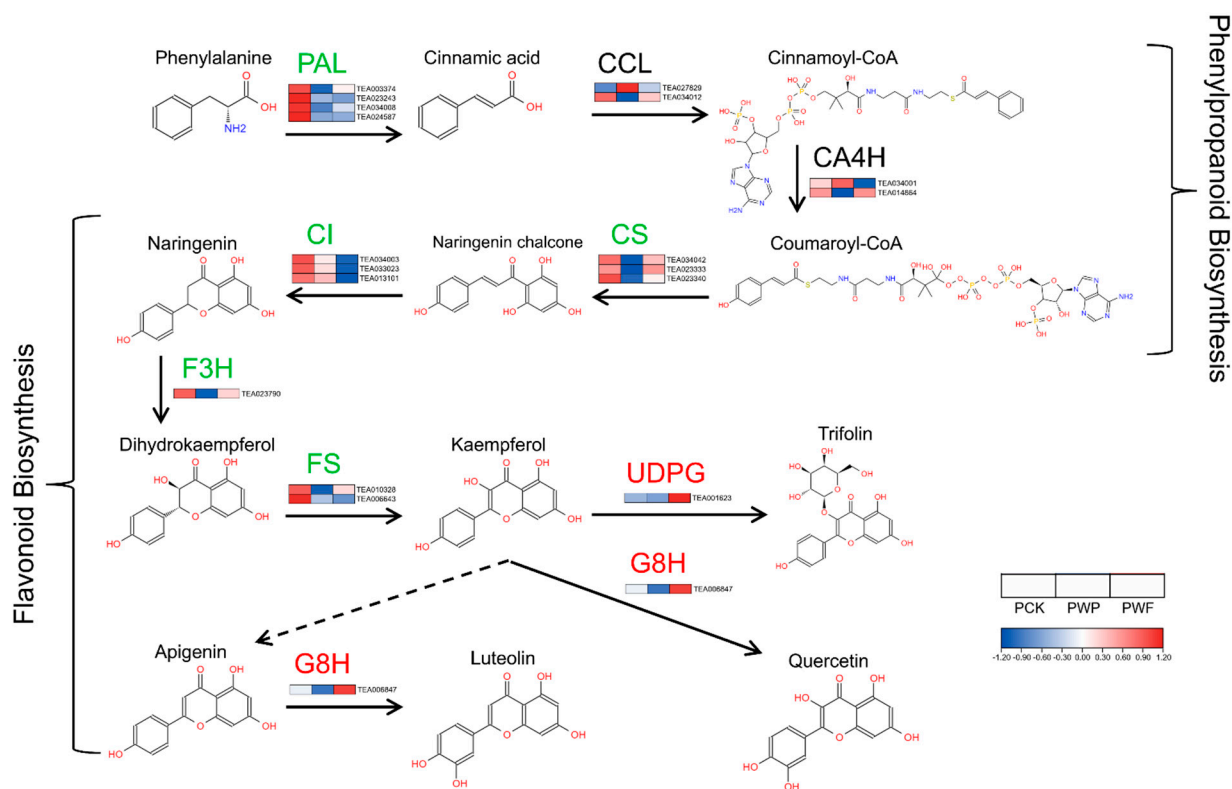 Phenylalanine
PAL
TEA003374
TEA023243
TEA034008
TEA024587
Cinnamic acid
CCL
TEA027829
TEA034012
Cinnamoyl-CoA
CA4H
TEA034001
TEA014864
Phenylpropanoid Biosynthesis
Naringenin
CI
TEA034003
TEA033023
TEA013101
Naringenin chalcone
CS
TEA034042
TEA023333
TEA023340
Coumaroyl-CoA
F3H
TEA023790
Flavonoid Biosynthesis
Dihydrokaempferol
FS
TEA010328
TEA006643
Kaempferol
UDPG
TEA001623
Trifolin
G8H
TEA006847
PCK PWP PWF
-1.20 -0.90 -0.60 -0.30 0.00 0.30 0.60 0.90 1.20
Apigenin
G8H
TEA006847
Luteolin
Quercetin